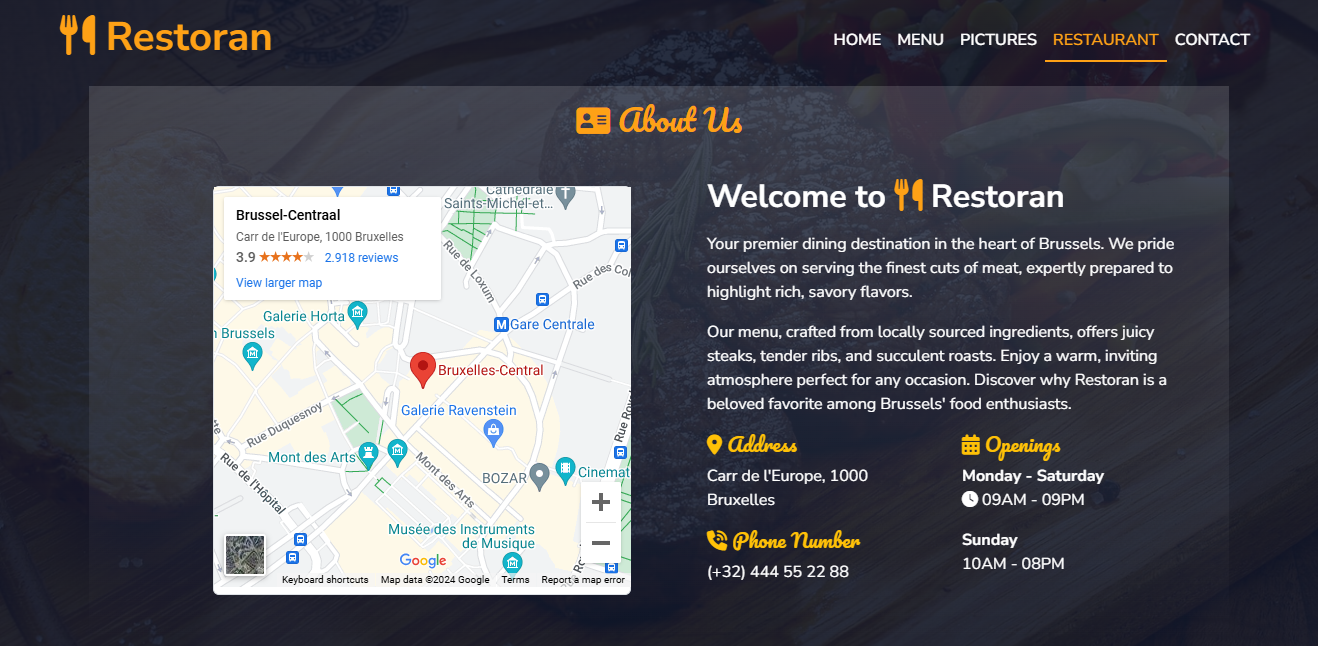 Restoran
HOME MENU PICTURES RESTAURANT CONTACT
About Us
Brussel-Centraal
Carr de l'Europe, 1000 Bruxelles
3.9 2.918 reviews
View larger map
Cathédrale
Saints-Michel-et...
Rue de Loxum
Rue des Col
Galerie Horta
Brussels
M Gare Centrale
Bruxelles-Central
Galerie Ravenstein
Rue Duquesnoy
Mont des Arts
Rue de l'Hôpital
Mont des Arts
BOZAR
Cinemat
Musée des Instruments
de Musique
Google
Keyboard shortcuts Map data ©2024 Google Terms Report a map error
Welcome to Restoran
Your premier dining destination in the heart of Brussels. We pride
ourselves on serving the finest cuts of meat, expertly prepared to
highlight rich, savory flavors.
Our menu, crafted from locally sourced ingredients, offers juicy
steaks, tender ribs, and succulent roasts. Enjoy a warm, inviting
atmosphere perfect for any occasion. Discover why Restoran is a
beloved favorite among Brussels' food enthusiasts.
Address
Carr de l'Europe, 1000
Bruxelles
Phone Number
(+32) 444 55 22 88
Openings
Monday - Saturday
09AM - 09PM
Sunday
10AM - 08PM